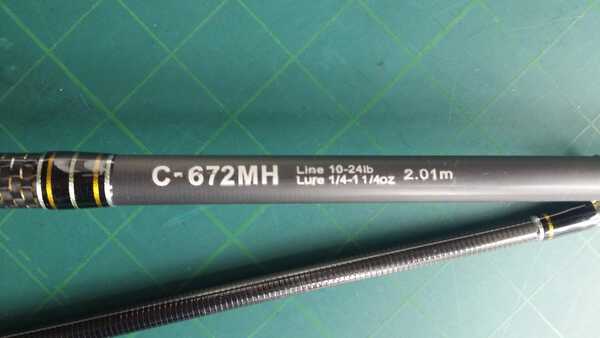 C-672MH Line 10-24lb 2.01m
Lure 1/4-1 1/4oz